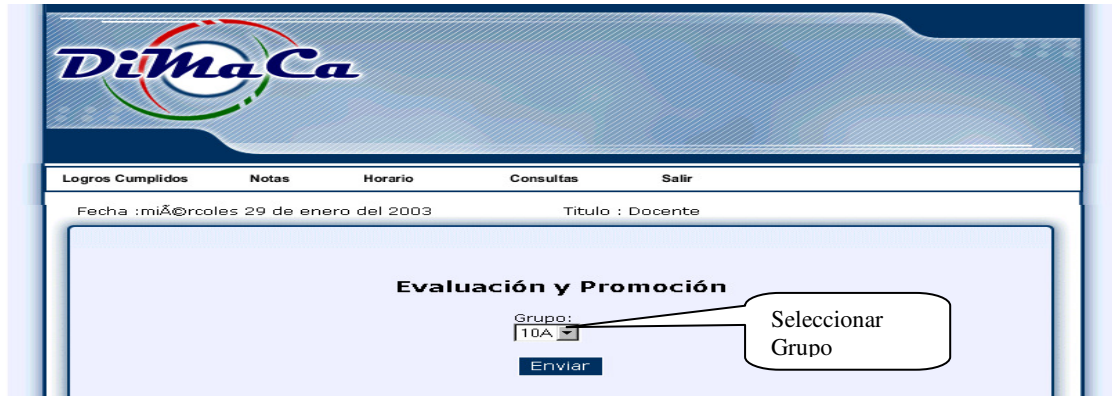 DiMaCa
Logros Cumplidos Notas Horario Consultas Salir
Fecha :miÃ©rcoles 29 de enero del 2003 Titulo : Docente
Evaluación y Promoción
Grupo:
10A
Enviar
Seleccionar
Grupo